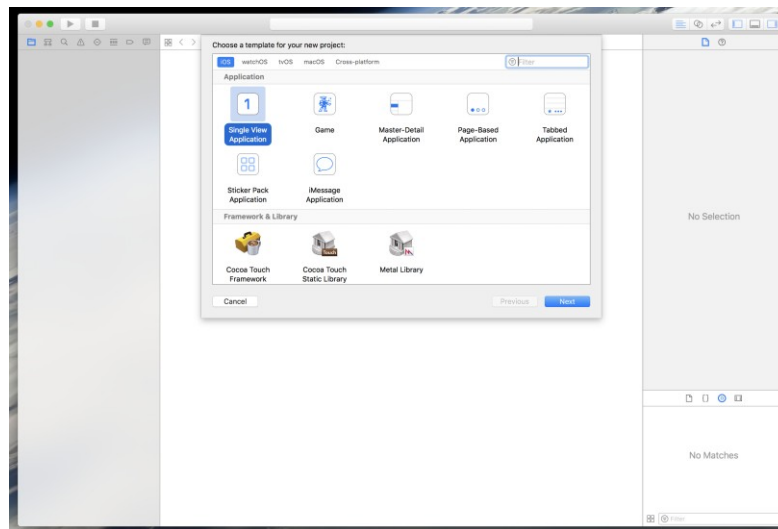 Choose a template for your new project:
iOS watchOS tvOS macOS Cross-platform Filter
Application
1
Single View Application
Game
Master-Detail Application
Page-Based Application
Tabbed Application
Sticker Pack Application
iMessage Application
Framework & Library
Cocoa Touch Framework
Touch
Cocoa Touch Static Library
Metal Library
Cancel Previous Next
No Selection
No Matches
Filter